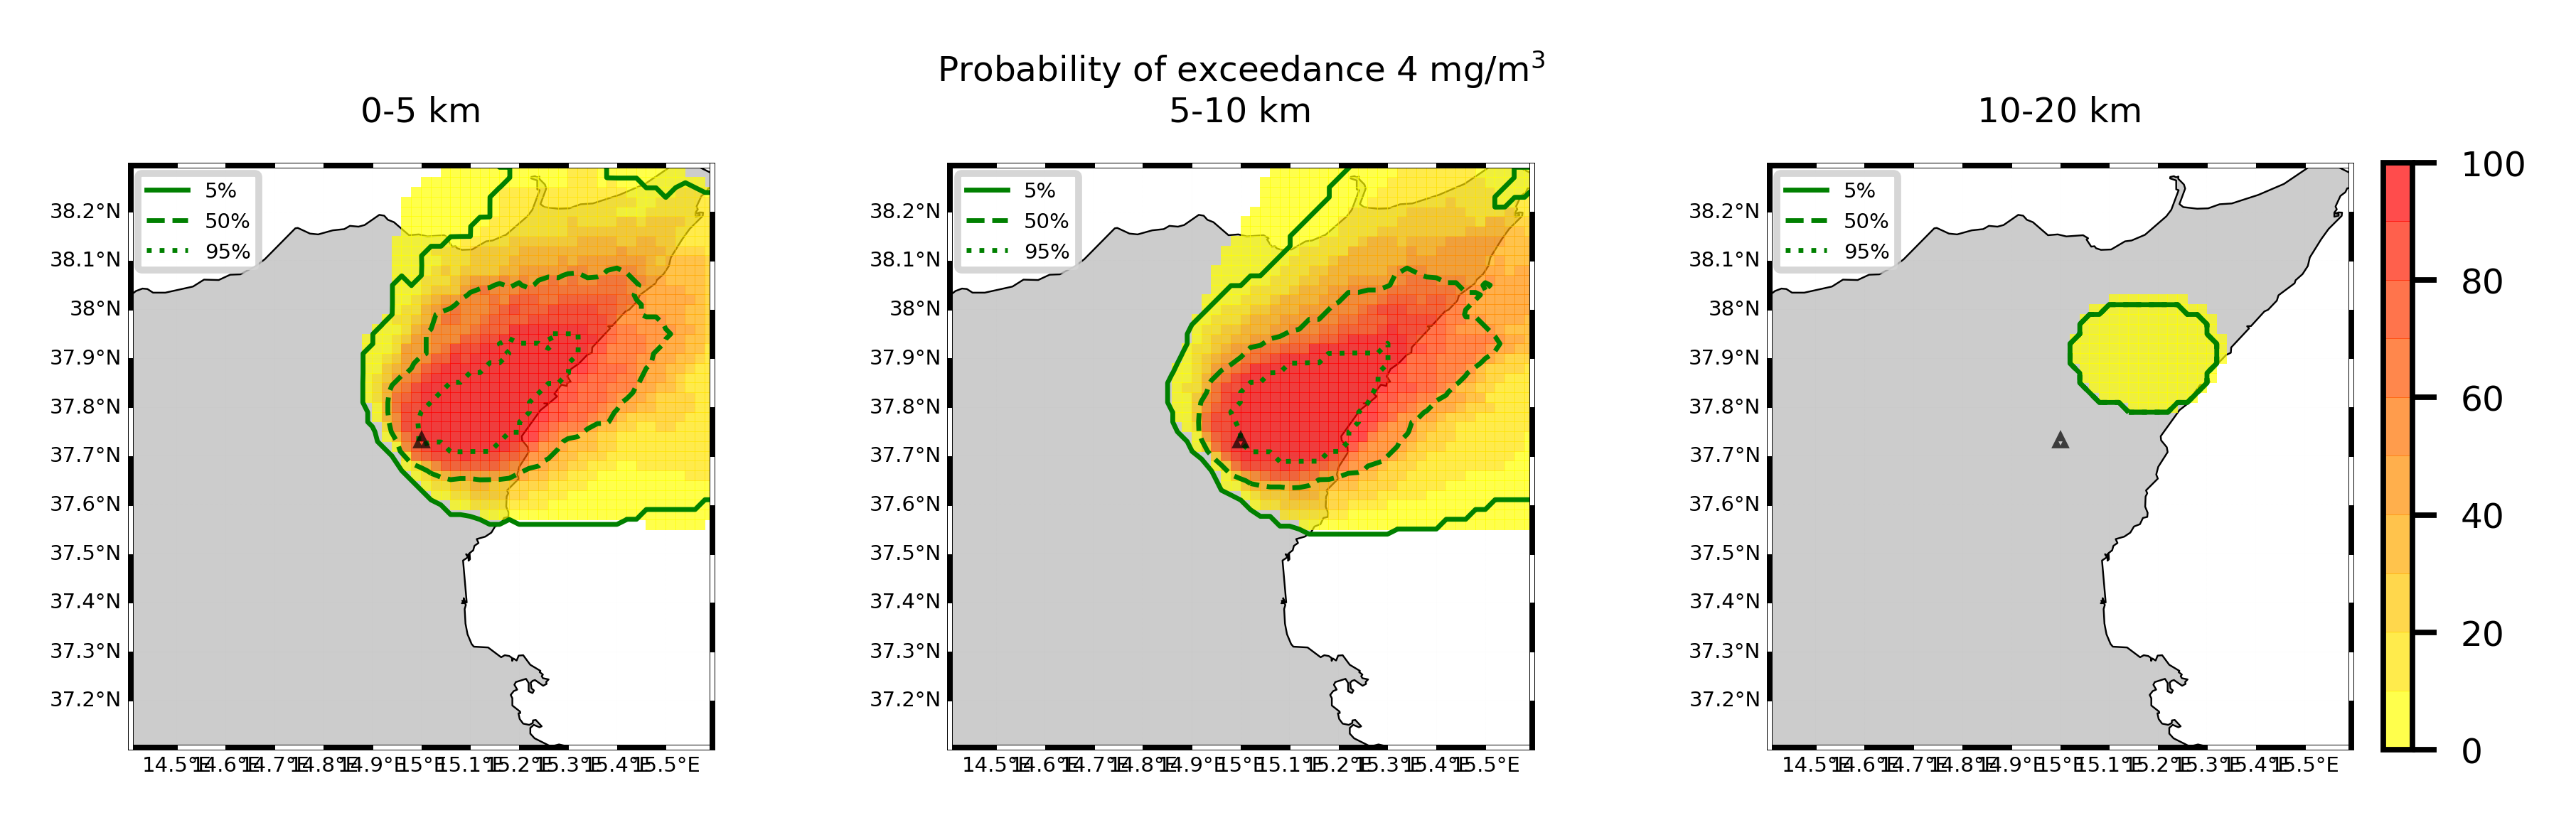 Probability of exceedance 4 mg/m³
0-5 km
5%
50%
95%
38.2°N
38.1°N
38°N
37.9°N
37.8°N
37.7°N
37.6°N
37.5°N
37.4°N
37.3°N
37.2°N
14.5°E 14.6°E 14.7°E 14.8°E 14.9°E 15°E 15.1°E 15.2°E 15.3°E 15.4°E 15.5°E
5-10 km
5%
50%
95%
38.2°N
38.1°N
38°N
37.9°N
37.8°N
37.7°N
37.6°N
37.5°N
37.4°N
37.3°N
37.2°N
14.5°E 14.6°E 14.7°E 14.8°E 14.9°E 15°E 15.1°E 15.2°E 15.3°E 15.4°E 15.5°E
10-20 km
5%
50%
95%
38.2°N
38.1°N
38°N
37.9°N
37.8°N
37.7°N
37.6°N
37.5°N
37.4°N
37.3°N
37.2°N
14.5°E 14.6°E 14.7°E 14.8°E 14.9°E 15°E 15.1°E 15.2°E 15.3°E 15.4°E 15.5°E
100
80
60
40
20
0